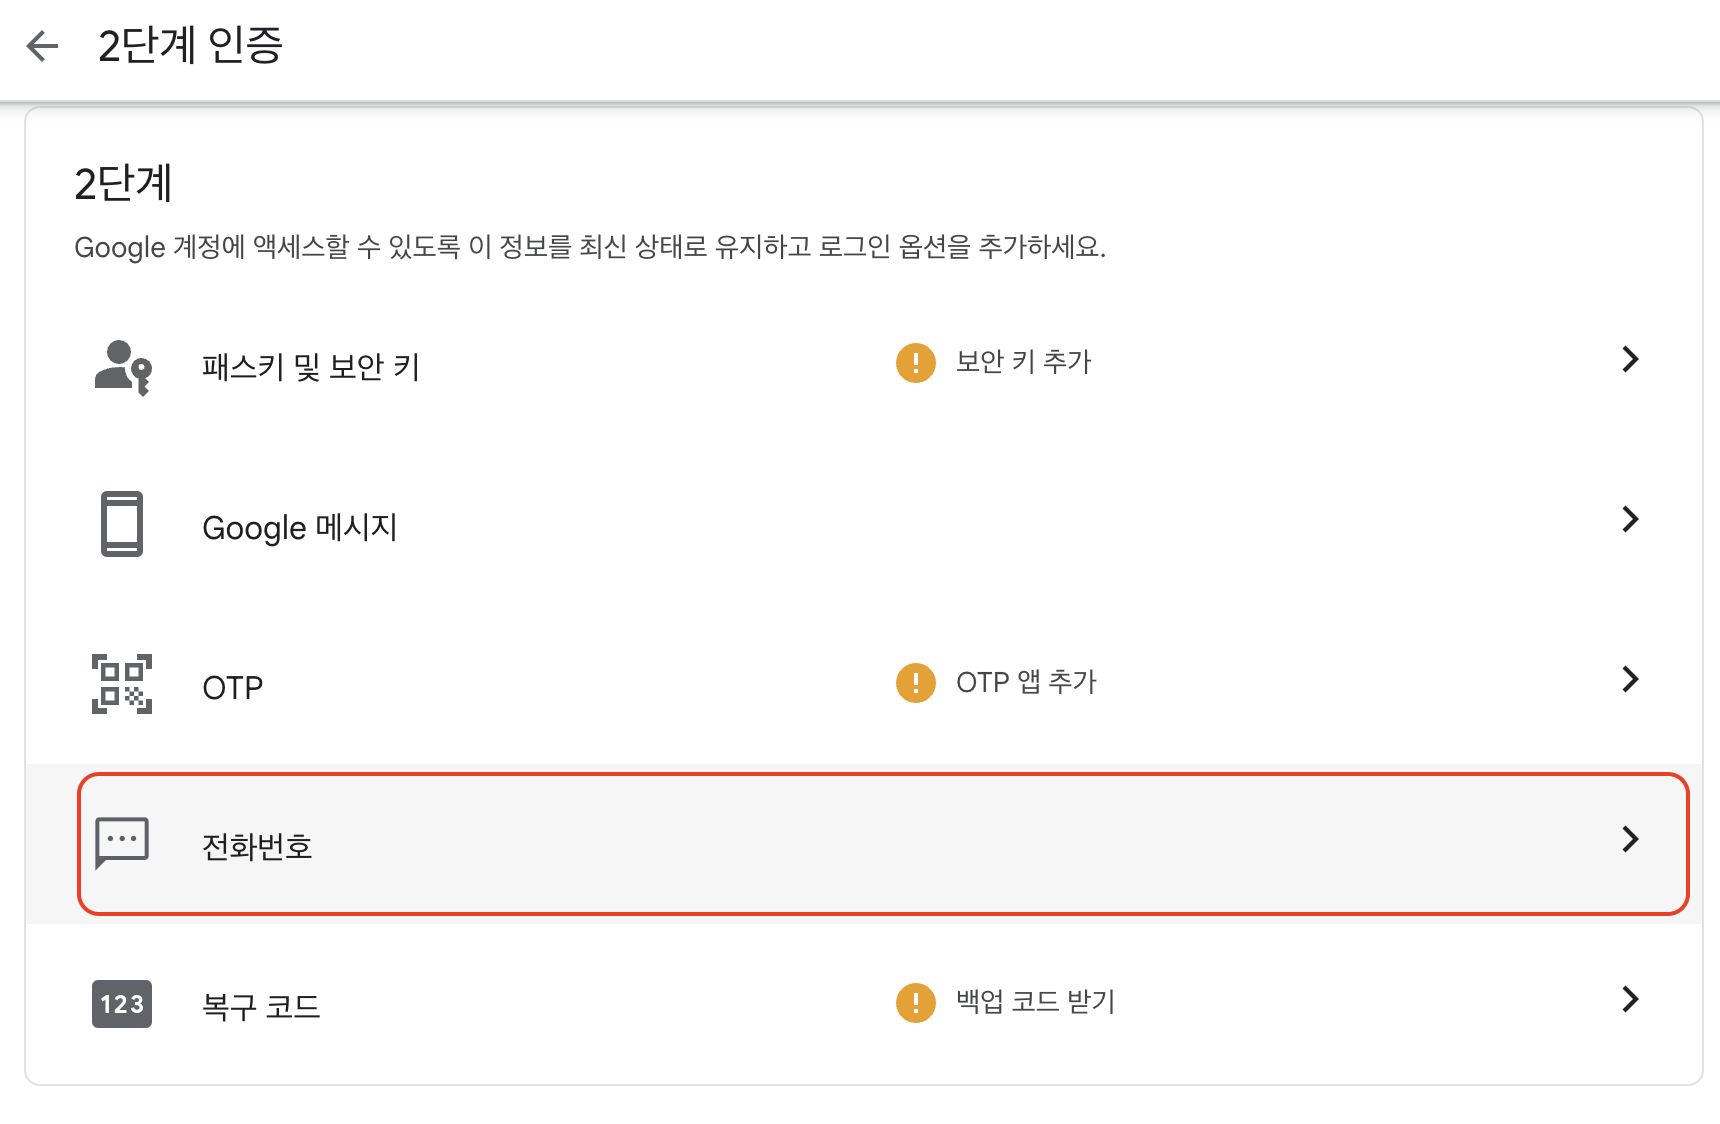 2단계 인증
2단계
Google 계정에 액세스할 수 있도록 이 정보를 최신 상태로 유지하고 로그인 옵션을 추가하세요.
패스키 및 보안 키
보안 키 추가
Google 메시지
OTP
OTP 앱 추가
전화번호
123
복구 코드
백업 코드 받기